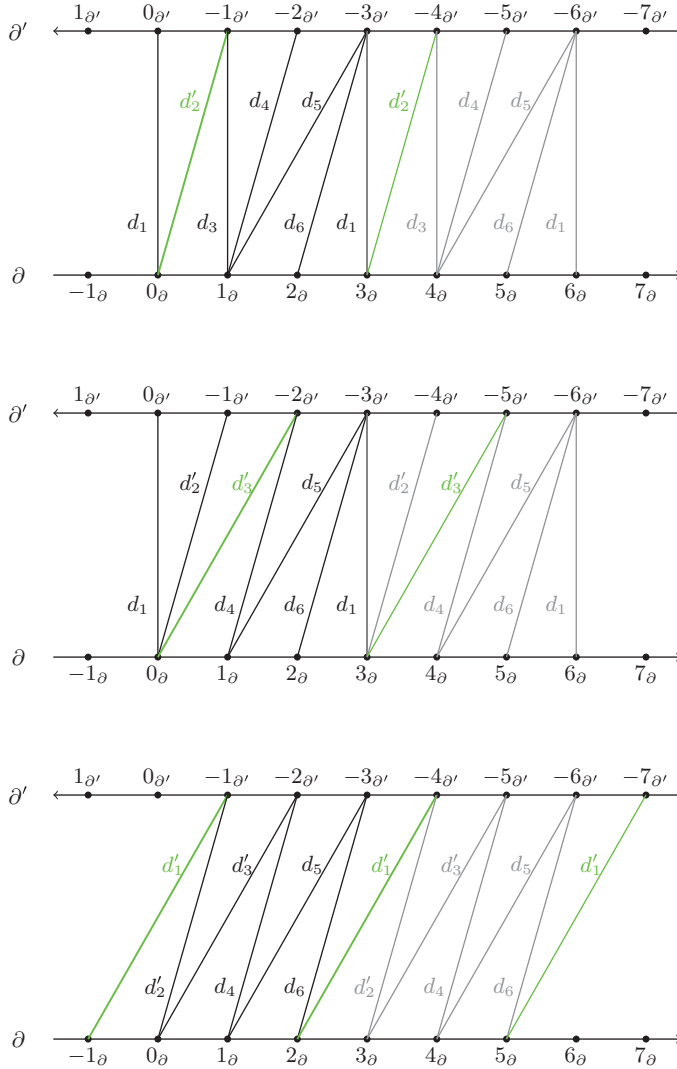 1∂′ 0∂′ −1∂′ −2∂′ −3∂′ −4∂′ −5∂′ −6∂′ −7∂′
∂′
d′2 d4 d5 d′2 d4 d5
d1 d3 d6 d1 d3 d6 d1
∂
−1∂ 0∂ 1∂ 2∂ 3∂ 4∂ 5∂ 6∂ 7∂
1∂′ 0∂′ −1∂′ −2∂′ −3∂′ −4∂′ −5∂′ −6∂′ −7∂′
∂′
d′2 d′3 d5 d′2 d′3 d5
d1 d4 d6 d1 d4 d6 d1
∂
−1∂ 0∂ 1∂ 2∂ 3∂ 4∂ 5∂ 6∂ 7∂
1∂′ 0∂′ −1∂′ −2∂′ −3∂′ −4∂′ −5∂′ −6∂′ −7∂′
∂′
d′1 d′3 d5 d′1 d′3 d5 d′1
d′2 d4 d6 d′2 d4 d6
∂
−1∂ 0∂ 1∂ 2∂ 3∂ 4∂ 5∂ 6∂ 7∂